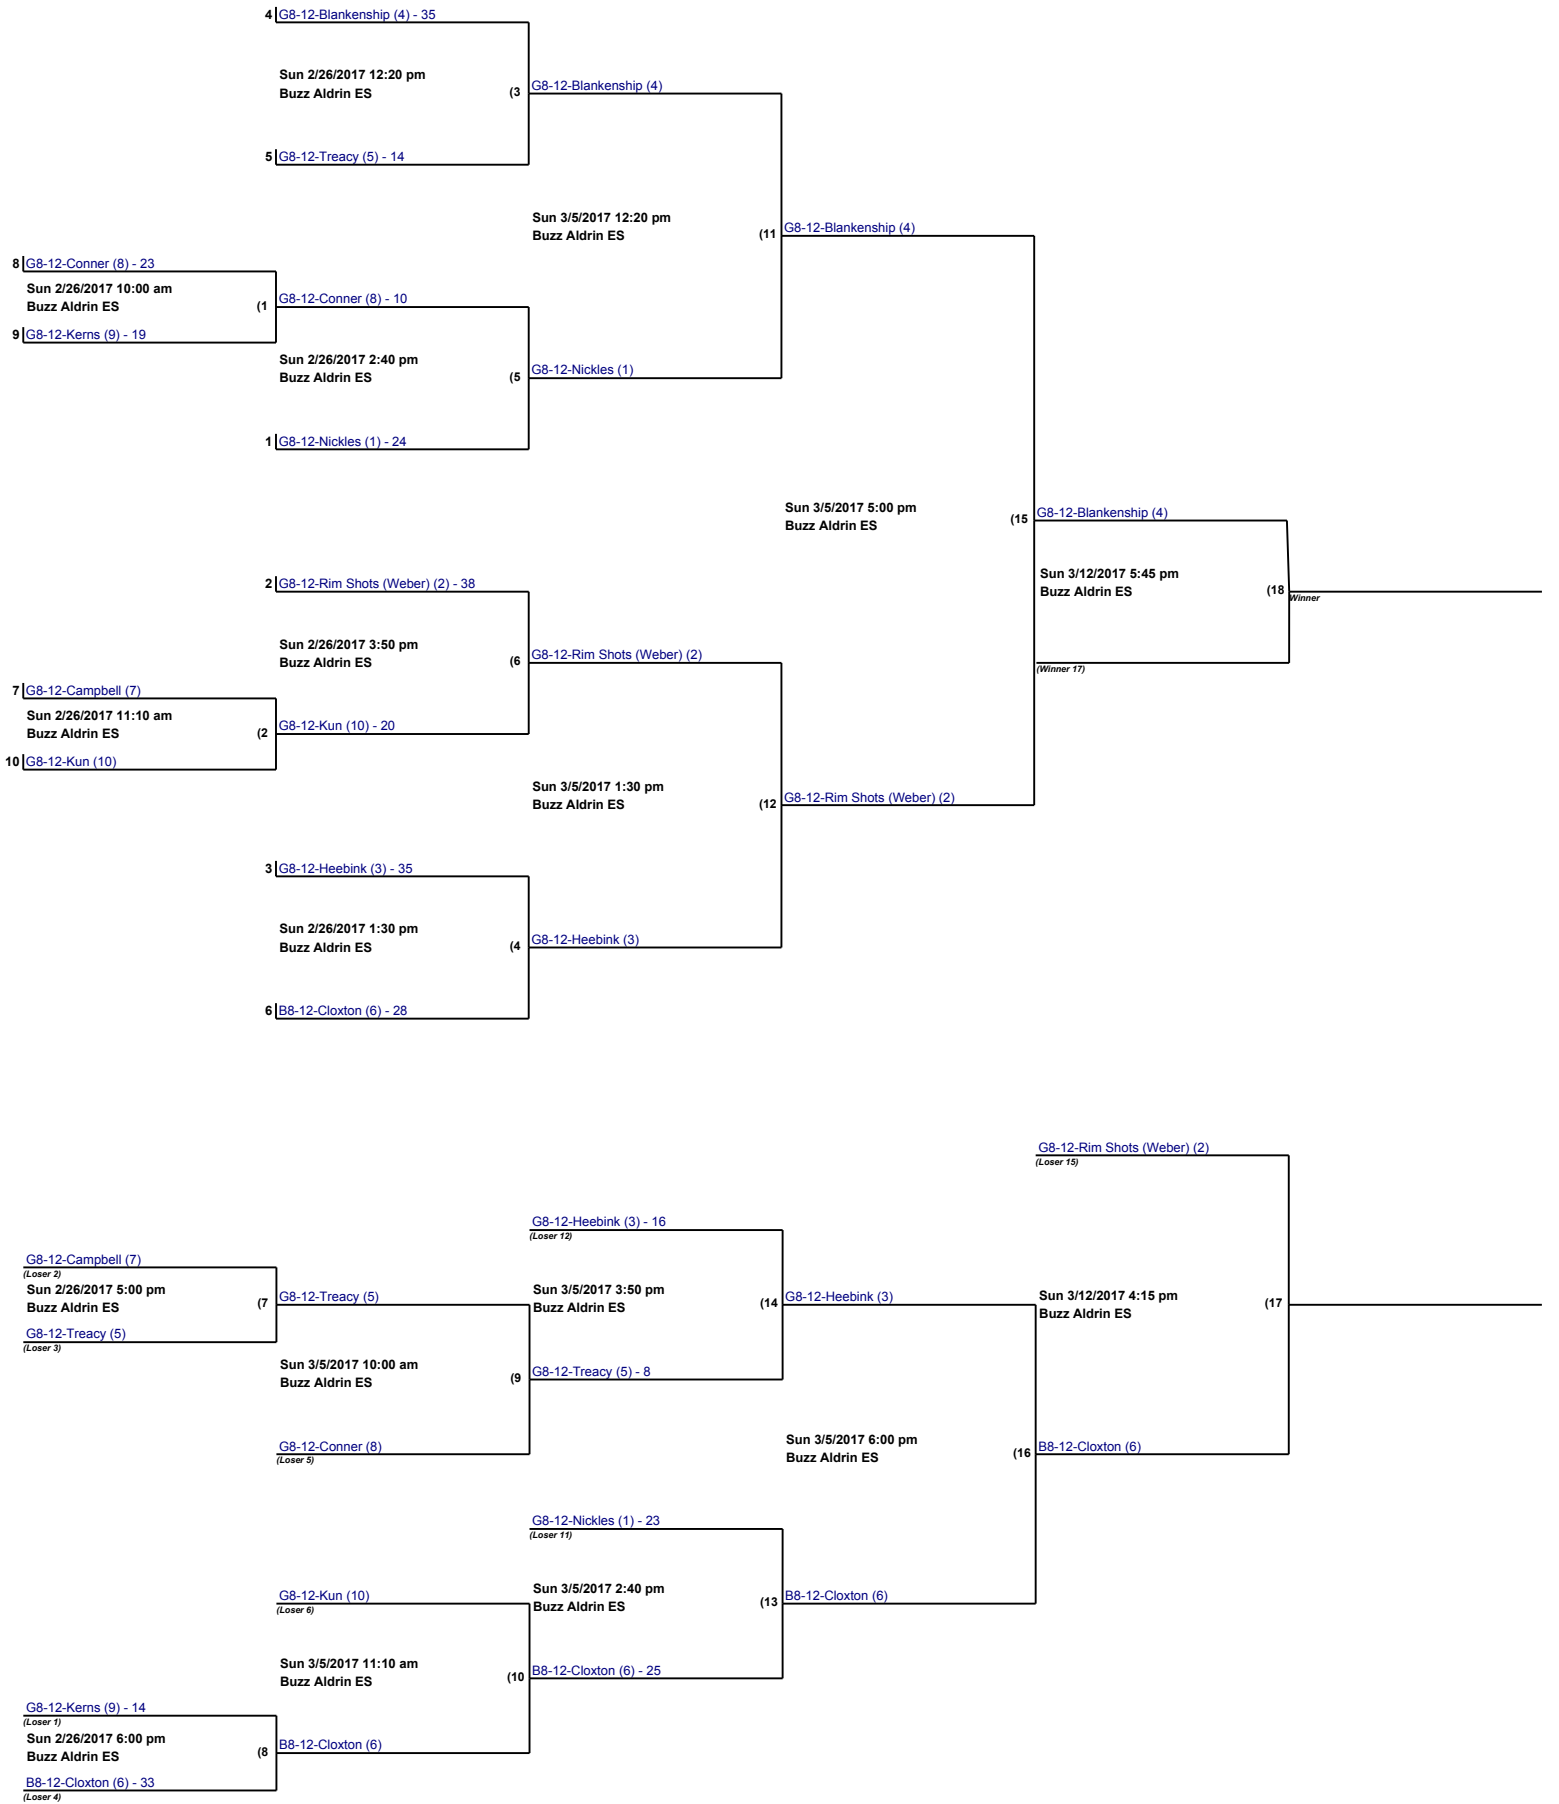 4 G8-12-Blankenship (4) - 35
Sun 2/26/2017 12:20 pm
Buzz Aldrin ES
(3 G8-12-Blankenship (4)
5 G8-12-Treacy (5) - 14
Sun 3/5/2017 12:20 pm
Buzz Aldrin ES
(11 G8-12-Blankenship (4)
8 G8-12-Conner (8) - 23
Sun 2/26/2017 10:00 am
Buzz Aldrin ES
(1 G8-12-Conner (8) - 10
9 G8-12-Kerns (9) - 19
Sun 2/26/2017 2:40 pm
Buzz Aldrin ES
(5 G8-12-Nickles (1)
1 G8-12-Nickles (1) - 24
Sun 3/5/2017 5:00 pm
Buzz Aldrin ES
(15 G8-12-Blankenship (4)
Sun 3/12/2017 5:45 pm
Buzz Aldrin ES
(18 Winner
(Winner 17)
2 G8-12-Rim Shots (Weber) (2) - 38
Sun 2/26/2017 3:50 pm
Buzz Aldrin ES
(6 G8-12-Rim Shots (Weber) (2)
7 G8-12-Campbell (7)
Sun 2/26/2017 11:10 am
Buzz Aldrin ES
(2 G8-12-Kun (10) - 20
10 G8-12-Kun (10)
Sun 3/5/2017 1:30 pm
Buzz Aldrin ES
(12 G8-12-Rim Shots (Weber) (2)
3 G8-12-Heebink (3) - 35
Sun 2/26/2017 1:30 pm
Buzz Aldrin ES
(4 G8-12-Heebink (3)
6 B8-12-Cloxton (6) - 28
G8-12-Rim Shots (Weber) (2)
(Loser 15)
G8-12-Heebink (3) - 16
(Loser 12)
G8-12-Campbell (7)
(Loser 2)
Sun 2/26/2017 5:00 pm
Buzz Aldrin ES
(7 G8-12-Treacy (5)
G8-12-Treacy (5)
(Loser 3)
Sun 3/5/2017 3:50 pm
Buzz Aldrin ES
(14 G8-12-Heebink (3)
Sun 3/12/2017 4:15 pm
Buzz Aldrin ES
(17
Sun 3/5/2017 10:00 am
Buzz Aldrin ES
(9 G8-12-Treacy (5) - 8
G8-12-Conner (8)
(Loser 5)
Sun 3/5/2017 6:00 pm
Buzz Aldrin ES
(16 B8-12-Cloxton (6)
G8-12-Nickles (1) - 23
(Loser 11)
Sun 3/5/2017 2:40 pm
Buzz Aldrin ES
(13 B8-12-Cloxton (6)
G8-12-Kun (10)
(Loser 6)
Sun 3/5/2017 11:10 am
Buzz Aldrin ES
(10 B8-12-Cloxton (6) - 25
G8-12-Kerns (9) - 14
(Loser 1)
Sun 2/26/2017 6:00 pm
Buzz Aldrin ES
(8 B8-12-Cloxton (6)
B8-12-Cloxton (6) - 33
(Loser 4)